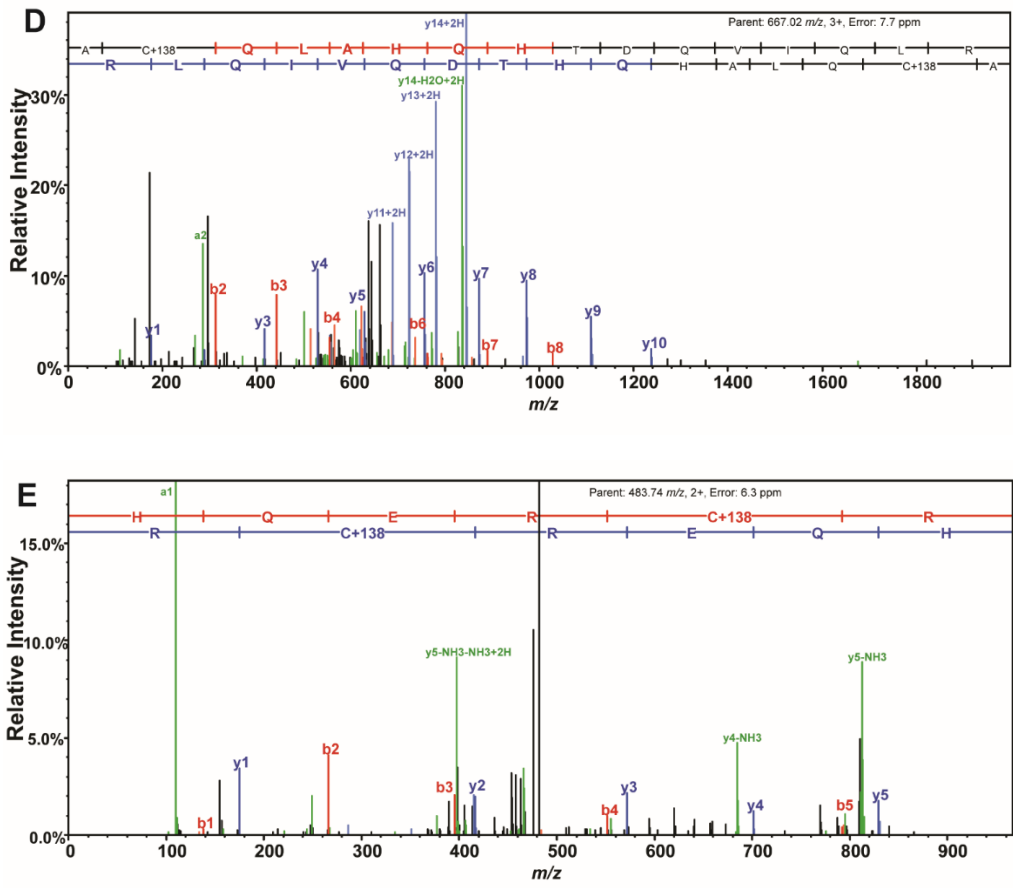 D
Parent: 667.02 m/z, 3+, Error: 7.7 ppm
A C+138 Q L A H Q H T D Q V I Q L R
R L Q I V Q D T H Q H A L Q C+138 A
y14+2H
y14-H2O+2H
y13+2H
y12+2H
y11+2H
a2
b2
y1
b3
y3
y4
b4
y5
b6
y6
y7
b7
y8
b8
y9
y10
30%
20%
10%
0%
Relative Intensity
0 200 400 600 800 1000 1200 1400 1600 1800
m/z
E
a1
Parent: 483.74 m/z, 2+, Error: 6.3 ppm
H Q E R C+138 R
R C+138 R E Q H
y5-NH3-NH3+2H
y5-NH3
y4-NH3
b1
y1
b2
b3
y2
b4
y3
y4
b5
y5
15.0%
10.0%
5.0%
0.0%
Relative Intensity
0 100 200 300 400 500 600 700 800 900
m/z